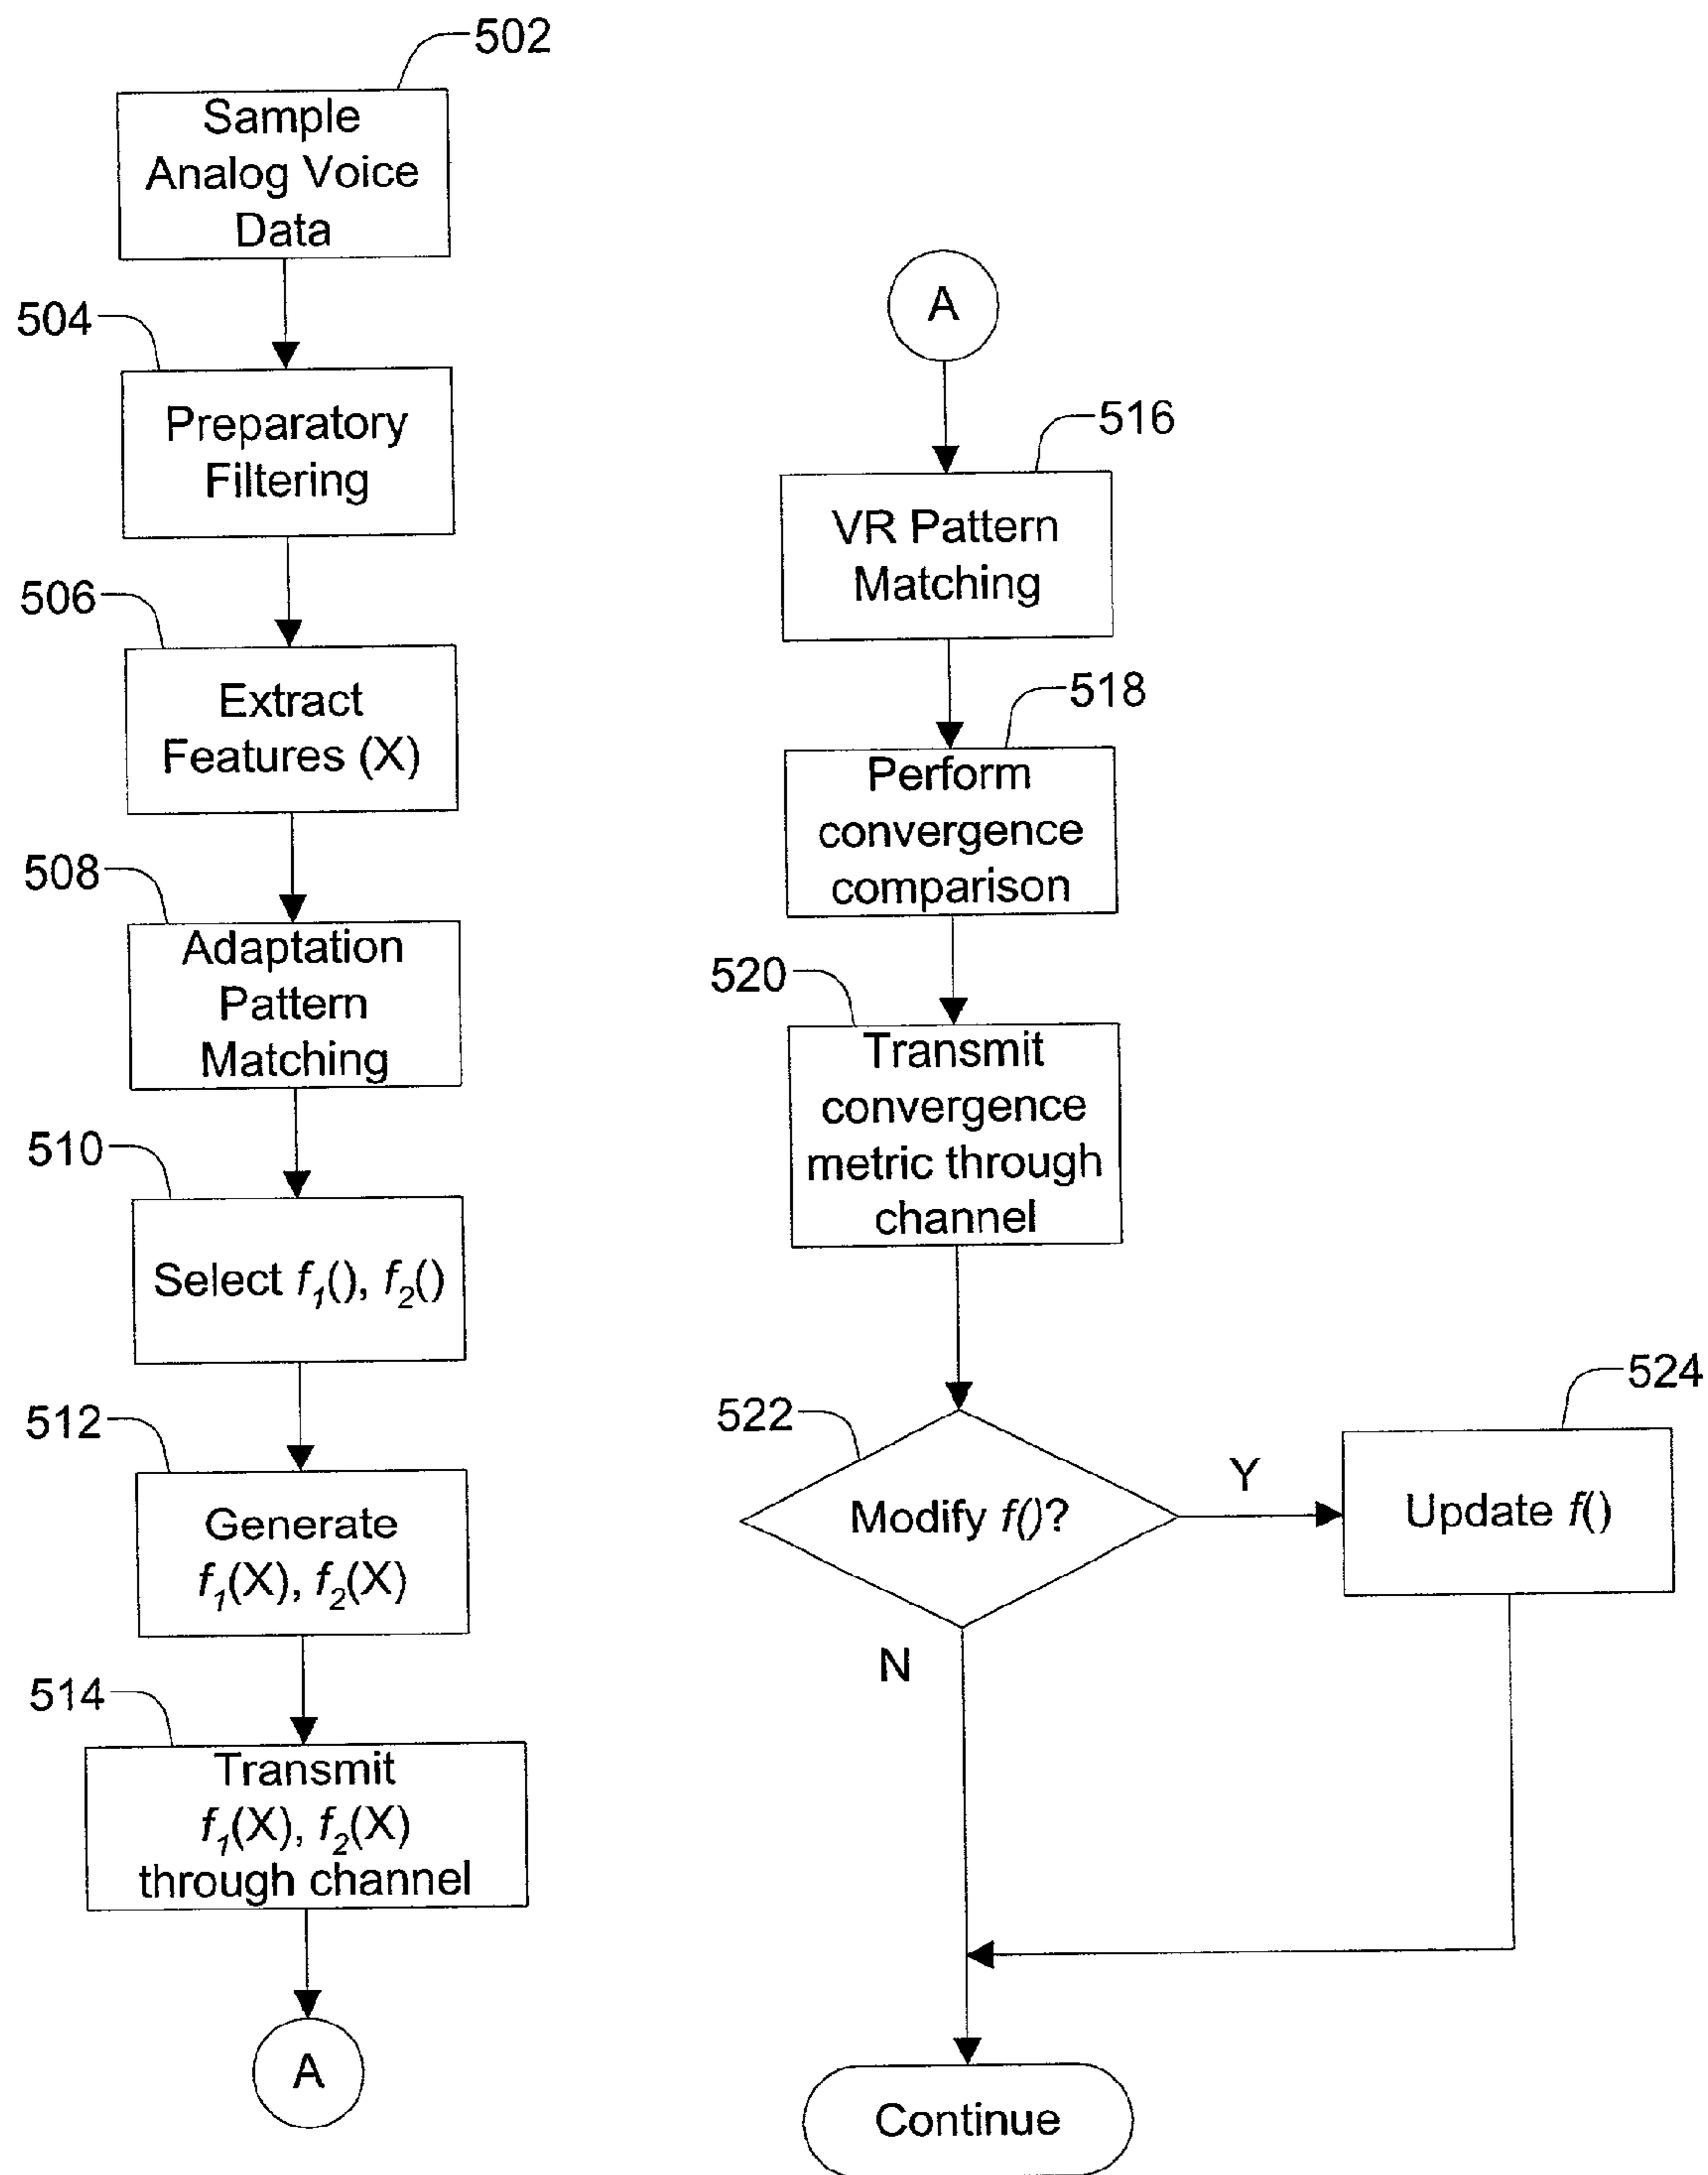 502
Sample
Analog Voice
Data
504
Preparatory
Filtering
506
Extract
Features (X)
508
Adaptation
Pattern
Matching
510
Select f1(), f2()
512
Generate
f1(X), f2(X)
514
Transmit
f1(X), f2(X)
through channel
A
A
516
VR Pattern
Matching
518
Perform
convergence
comparison
520
Transmit
convergence
metric through
channel
522
Modify f()?
Y
524
Update f()
N
Continue